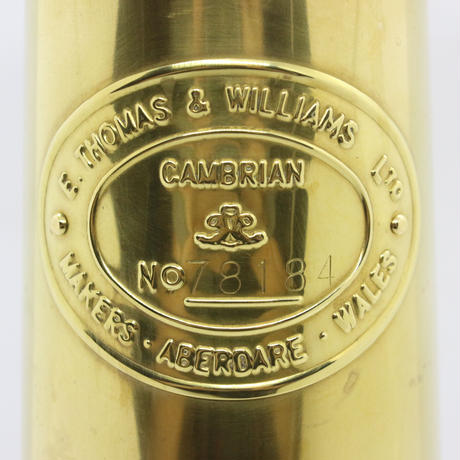 E. THOMAS & WILLIAMS LTD
CAMBRIAN
NO 78184
MAKERS · ABERDARE · WALES